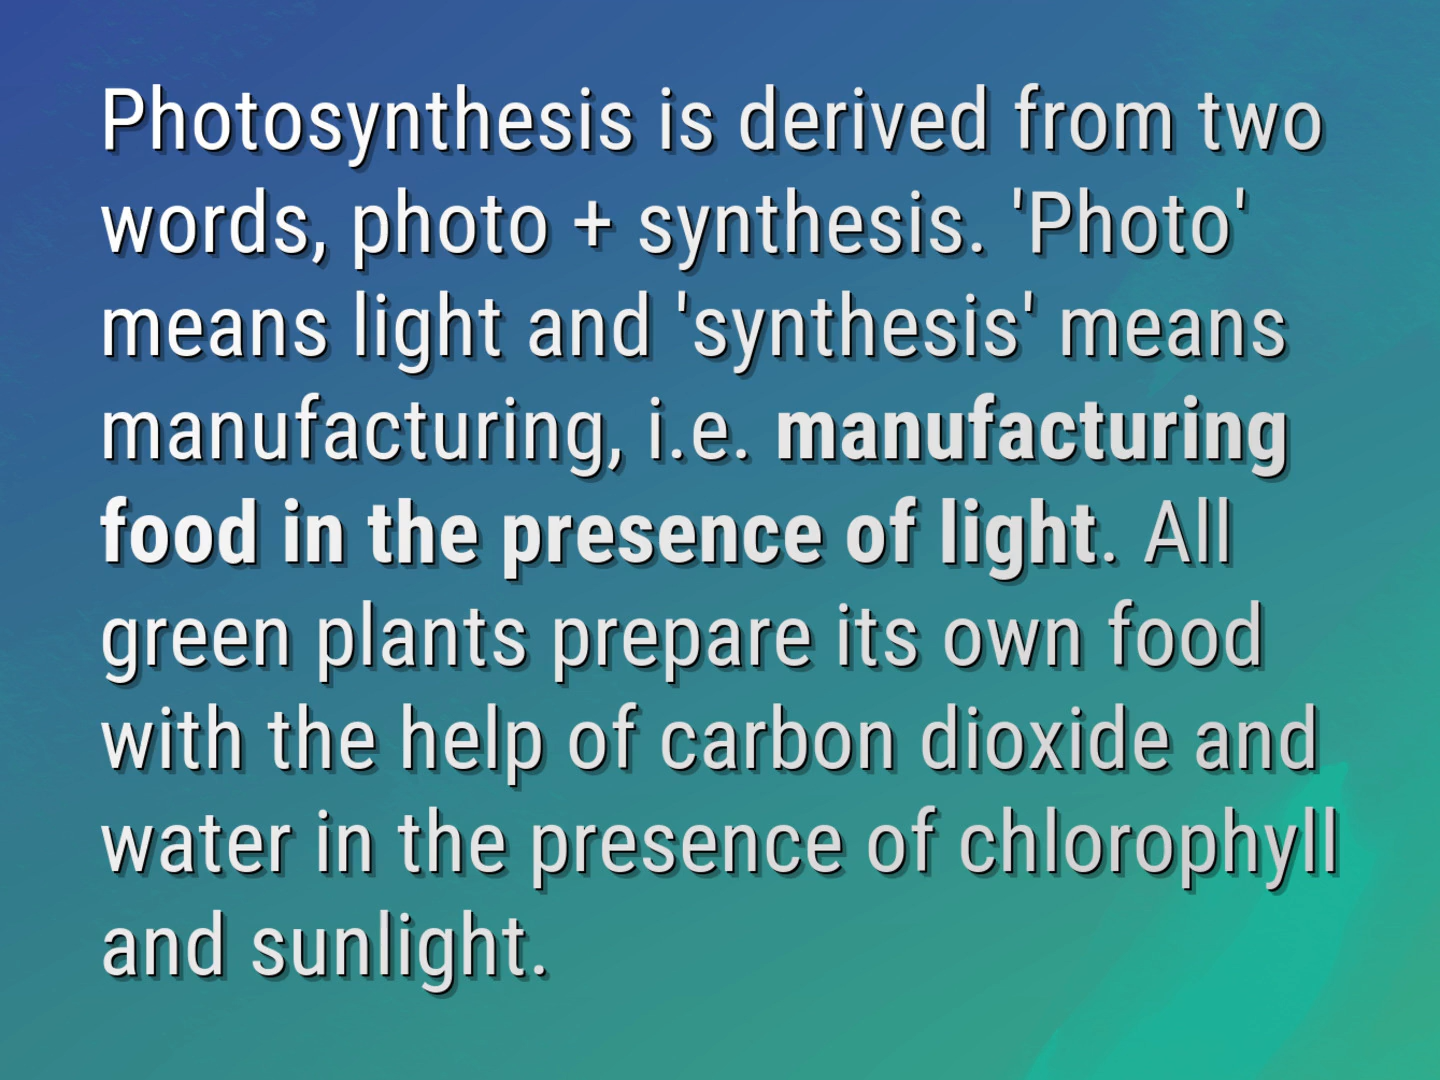 Photosynthesis is derived from two
words, photo + synthesis. 'Photo'
means light and 'synthesis' means
manufacturing, i.e. manufacturing
food in the presence of light. All
green plants prepare its own food
with the help of carbon dioxide and
water in the presence of chlorophyll
and sunlight.